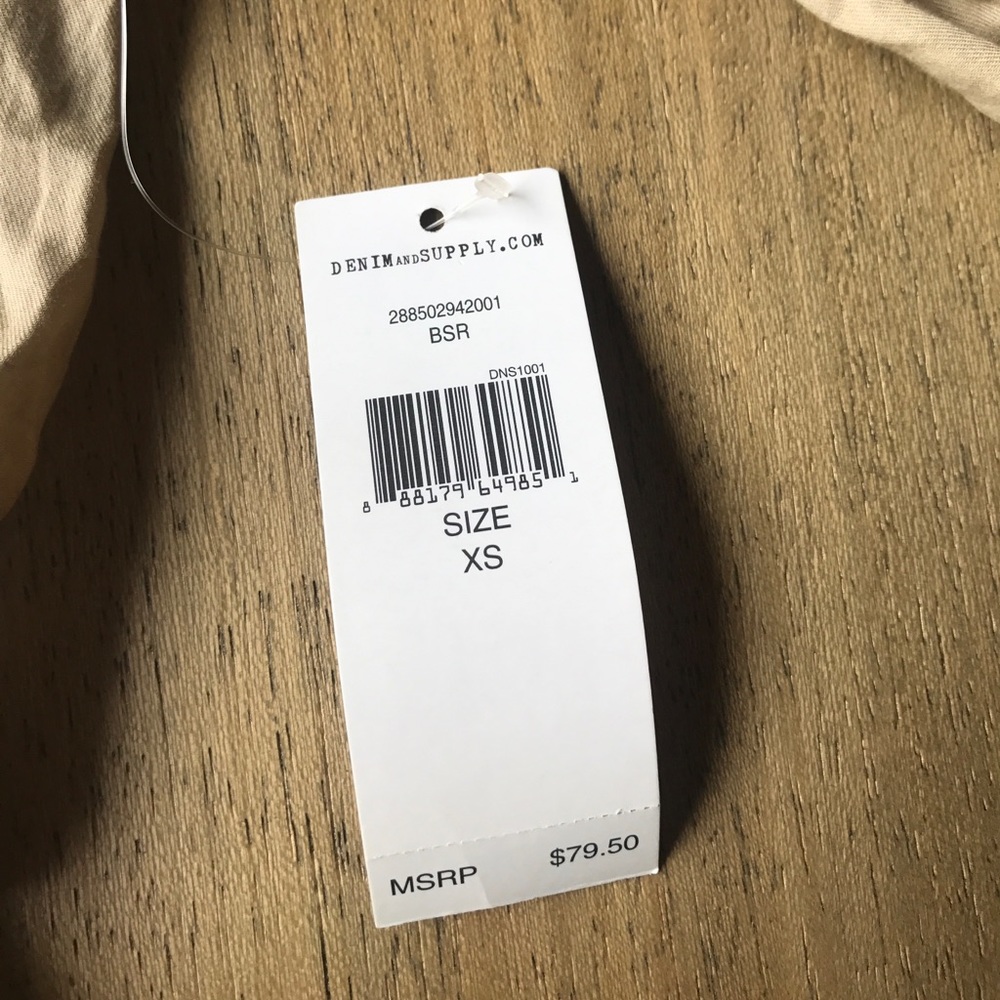 DENIMANDSUPPLY.COM
288502942001
BSR
DNS1001
8 88179 64985 1
SIZE
XS
MSRP $79.50